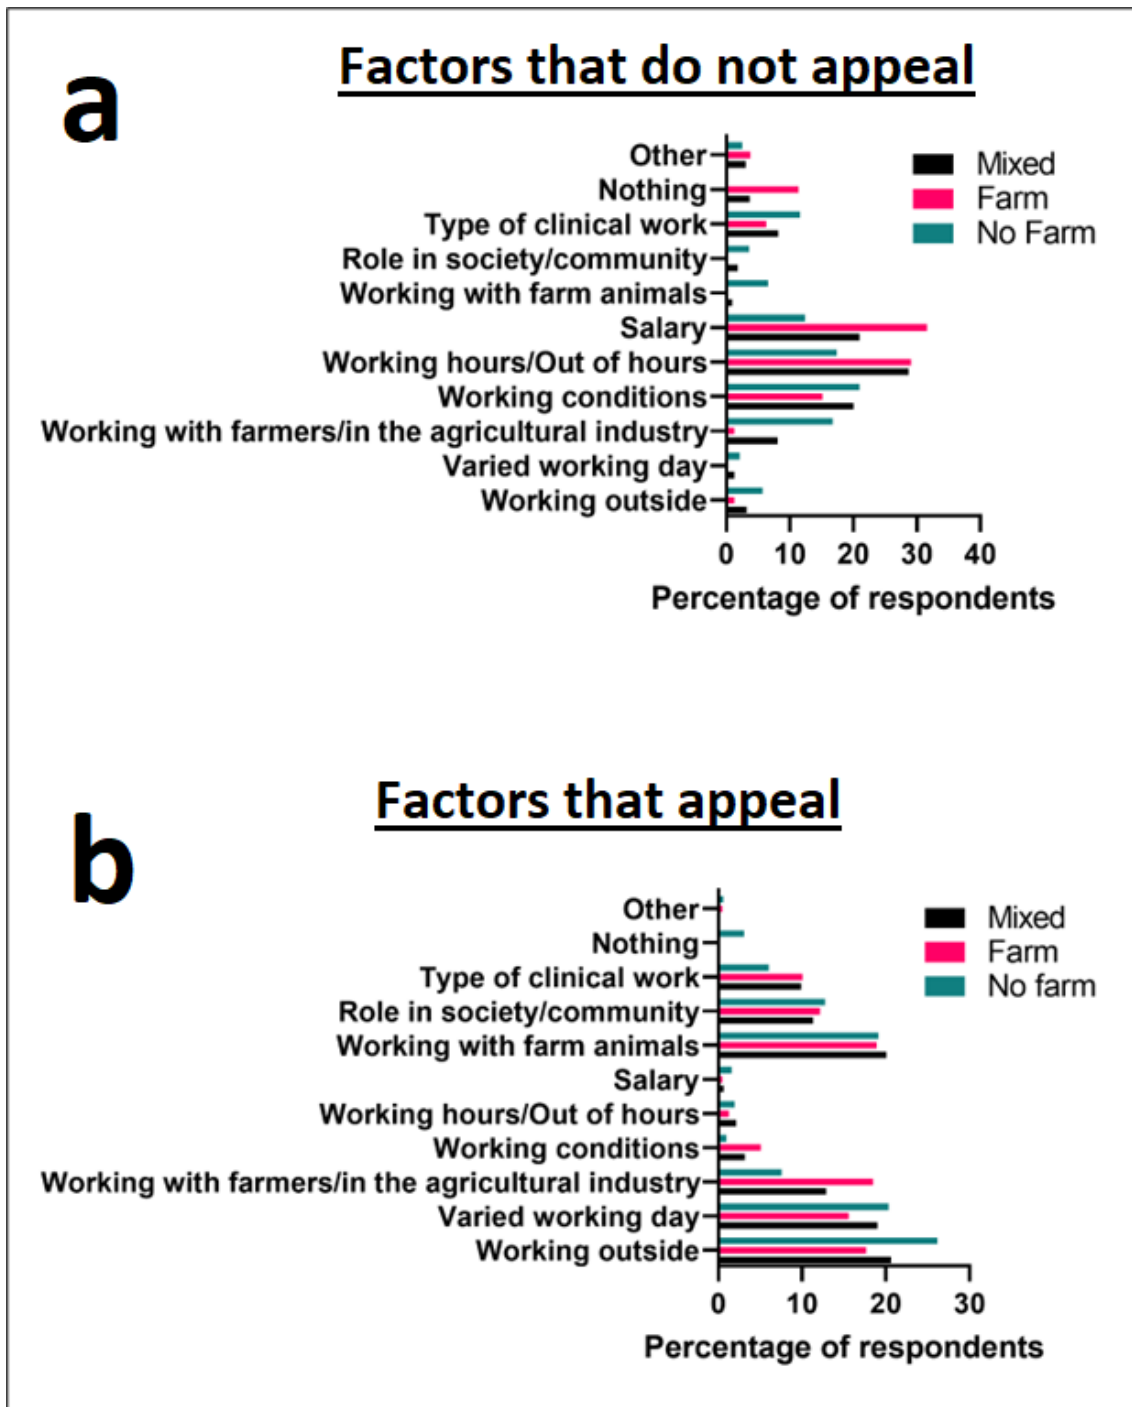 a
Factors that do not appeal
Other
Nothing
Type of clinical work
Role in society/community
Working with farm animals
Salary
Working hours/Out of hours
Working conditions
Working with farmers/in the agricultural industry
Varied working day
Working outside
Mixed
Farm
No Farm
0 10 20 30 40
Percentage of respondents
b
Factors that appeal
Other
Nothing
Type of clinical work
Role in society/community
Working with farm animals
Salary
Working hours/Out of hours
Working conditions
Working with farmers/in the agricultural industry
Varied working day
Working outside
Mixed
Farm
No farm
0 10 20 30
Percentage of respondents